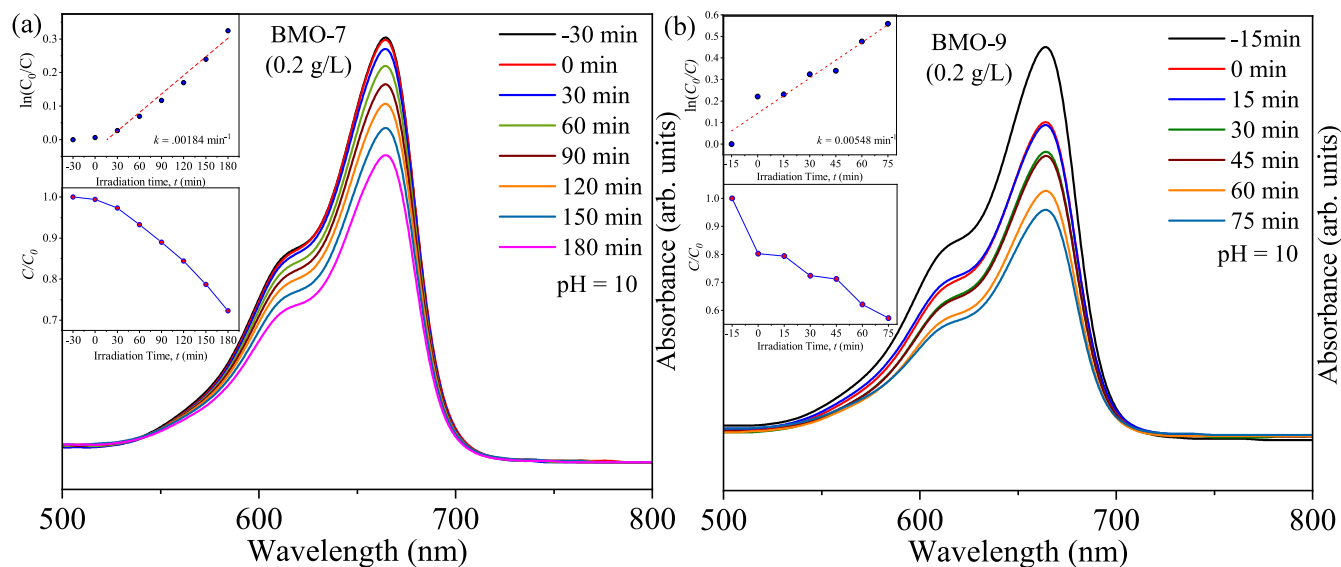 (a)
ln(C0/C)
0.3
0.2
0.1
0.0
k = .00184 min-1
-30 0 30 60 90 120 150 180
Irradiation time, t (min)
C/C0
1.0
0.9
0.8
0.7
-30 0 30 60 90 120 150 180
Irradiation Time, t (min)
BMO-7
(0.2 g/L)
-30 min
0 min
30 min
60 min
90 min
120 min
150 min
180 min
pH = 10
500 600 700 800
Wavelength (nm)
Absorbance (arb. units)
(b)
ln(C0/C)
0.6
0.5
0.4
0.3
0.2
0.1
0.0
k = 0.00548 min-1
-15 0 15 30 45 60 75
Irradiation time, t (min)
C/C0
1.0
0.9
0.8
0.7
0.6
-15 0 15 30 45 60 75
Irradiation Time, t (min)
BMO-9
(0.2 g/L)
-15min
0 min
15 min
30 min
45 min
60 min
75 min
pH = 10
500 600 700 800
Wavelength (nm)
Absorbance (arb. units)